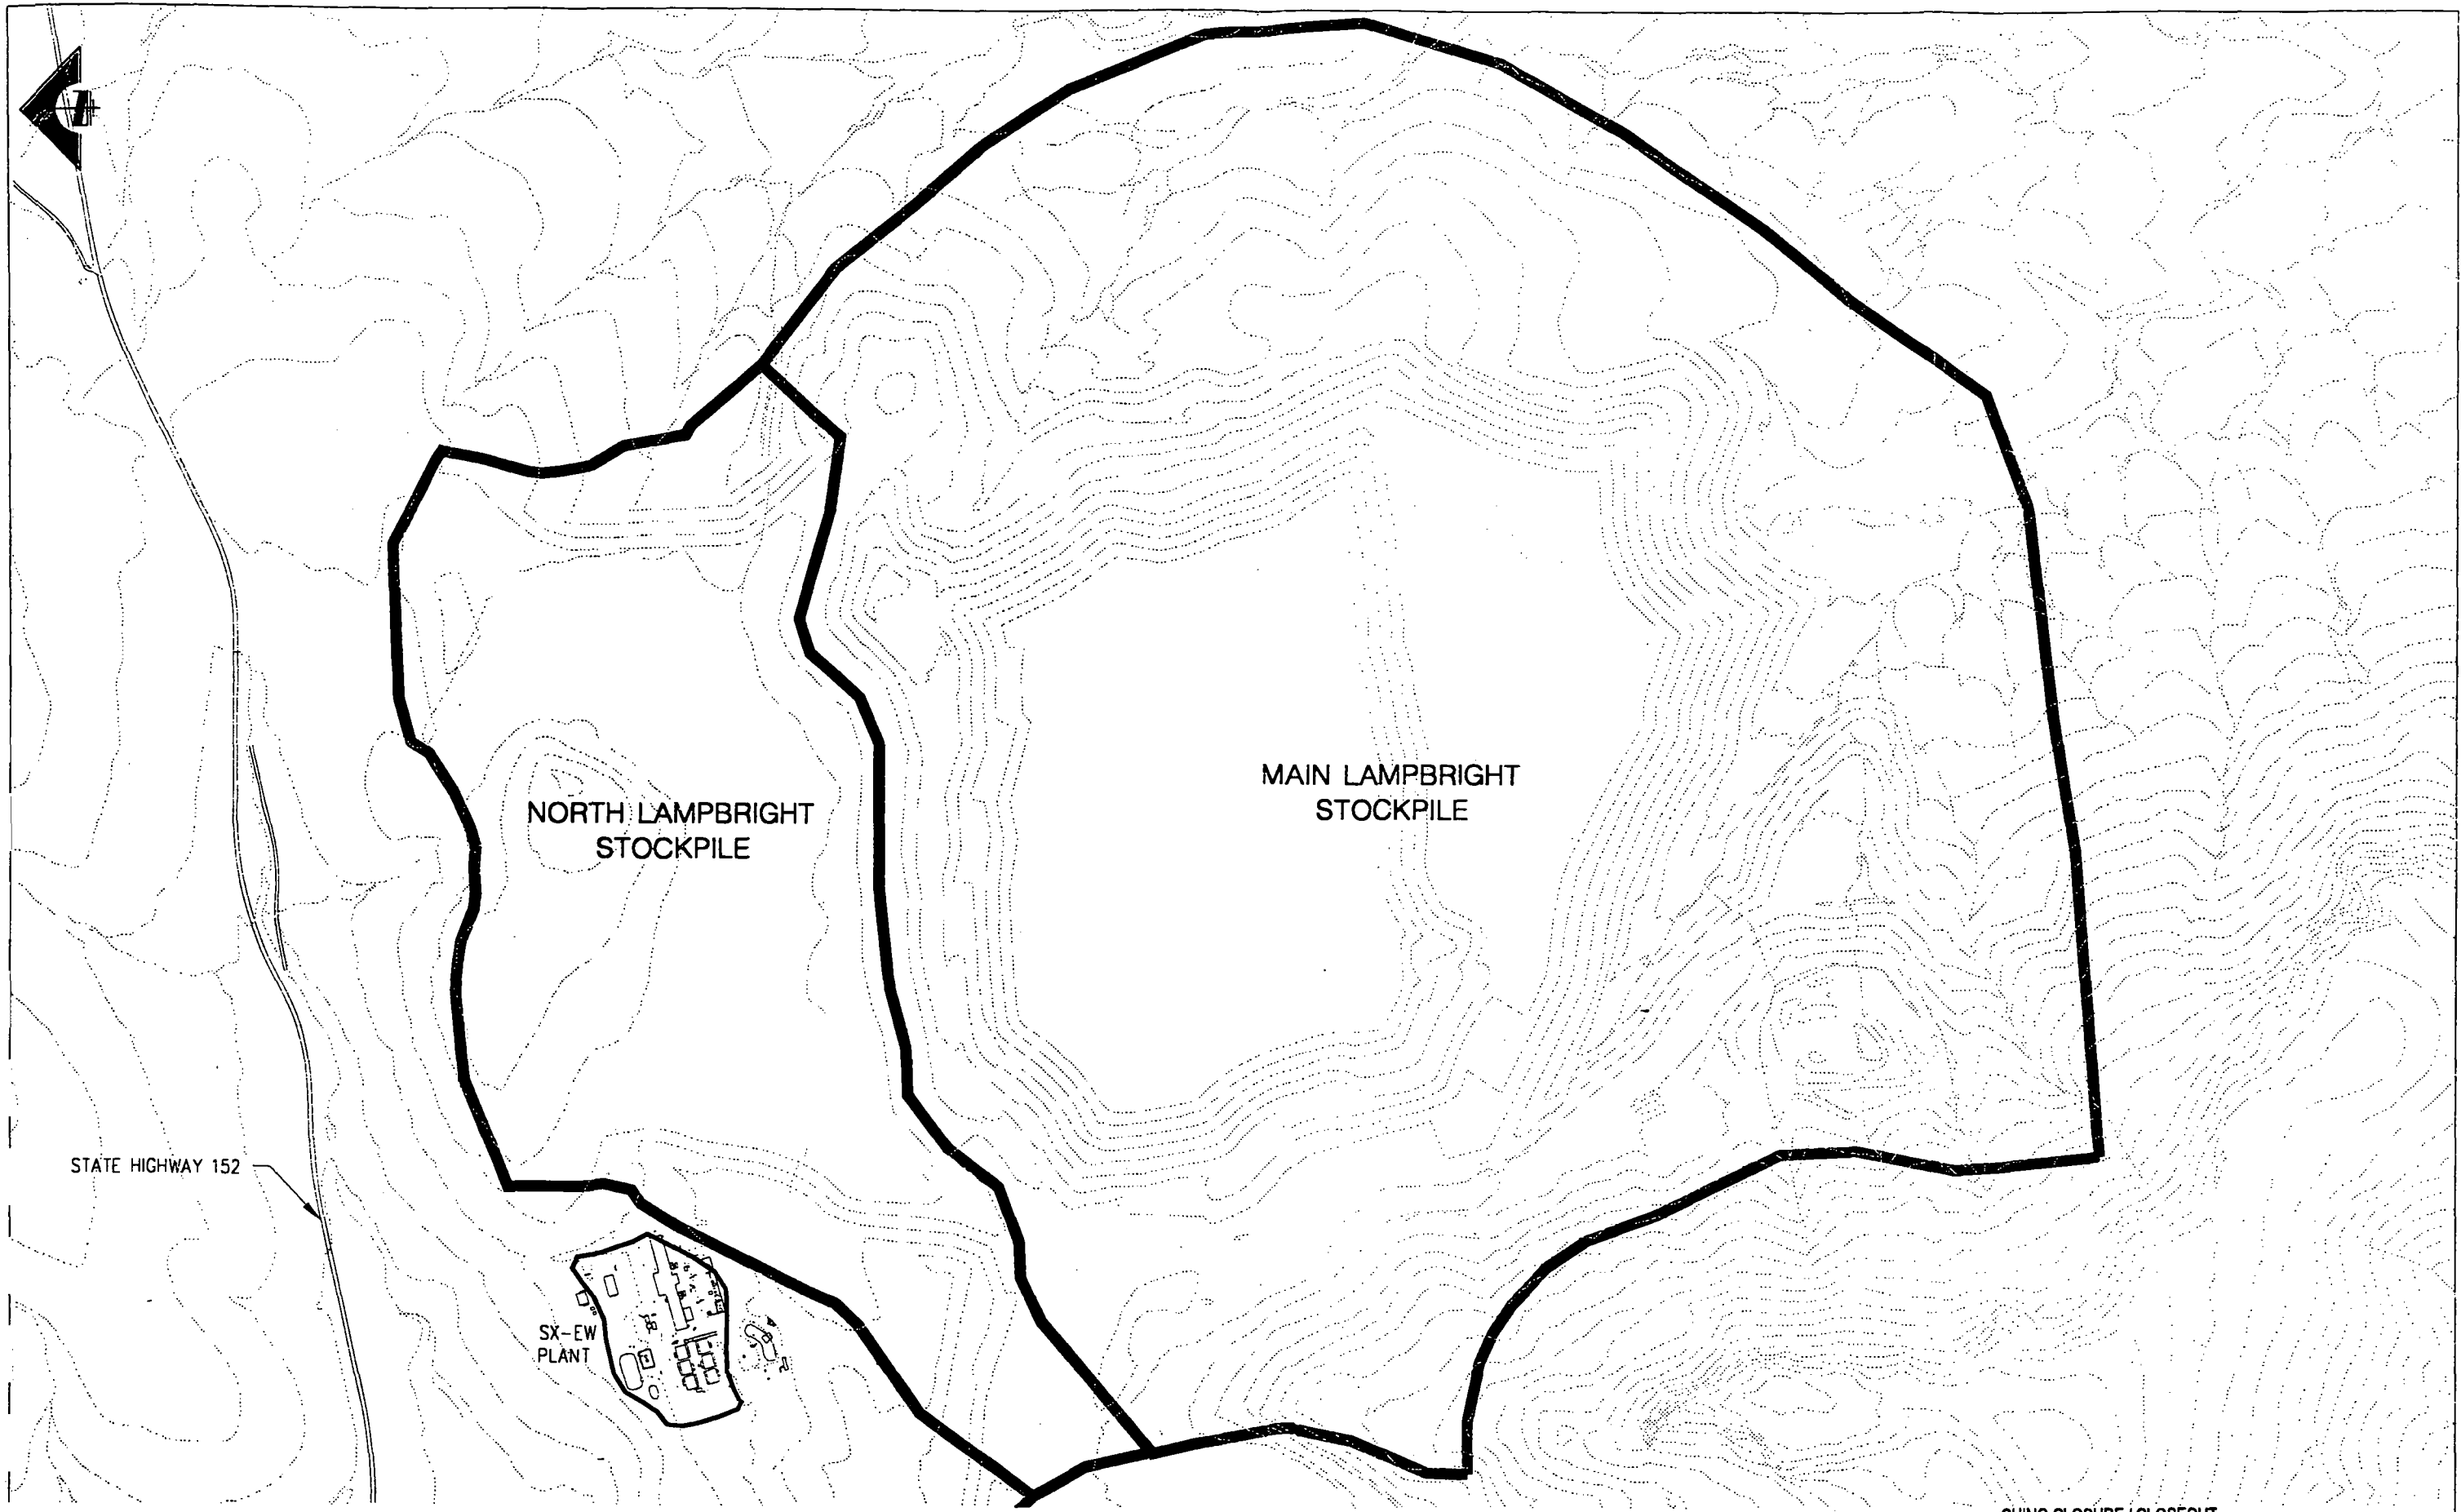 NORTH LAMPBRIGHT
STOCKPILE
MAIN LAMPBRIGHT
STOCKPILE
STATE HIGHWAY 152
SX-EW
PLANT